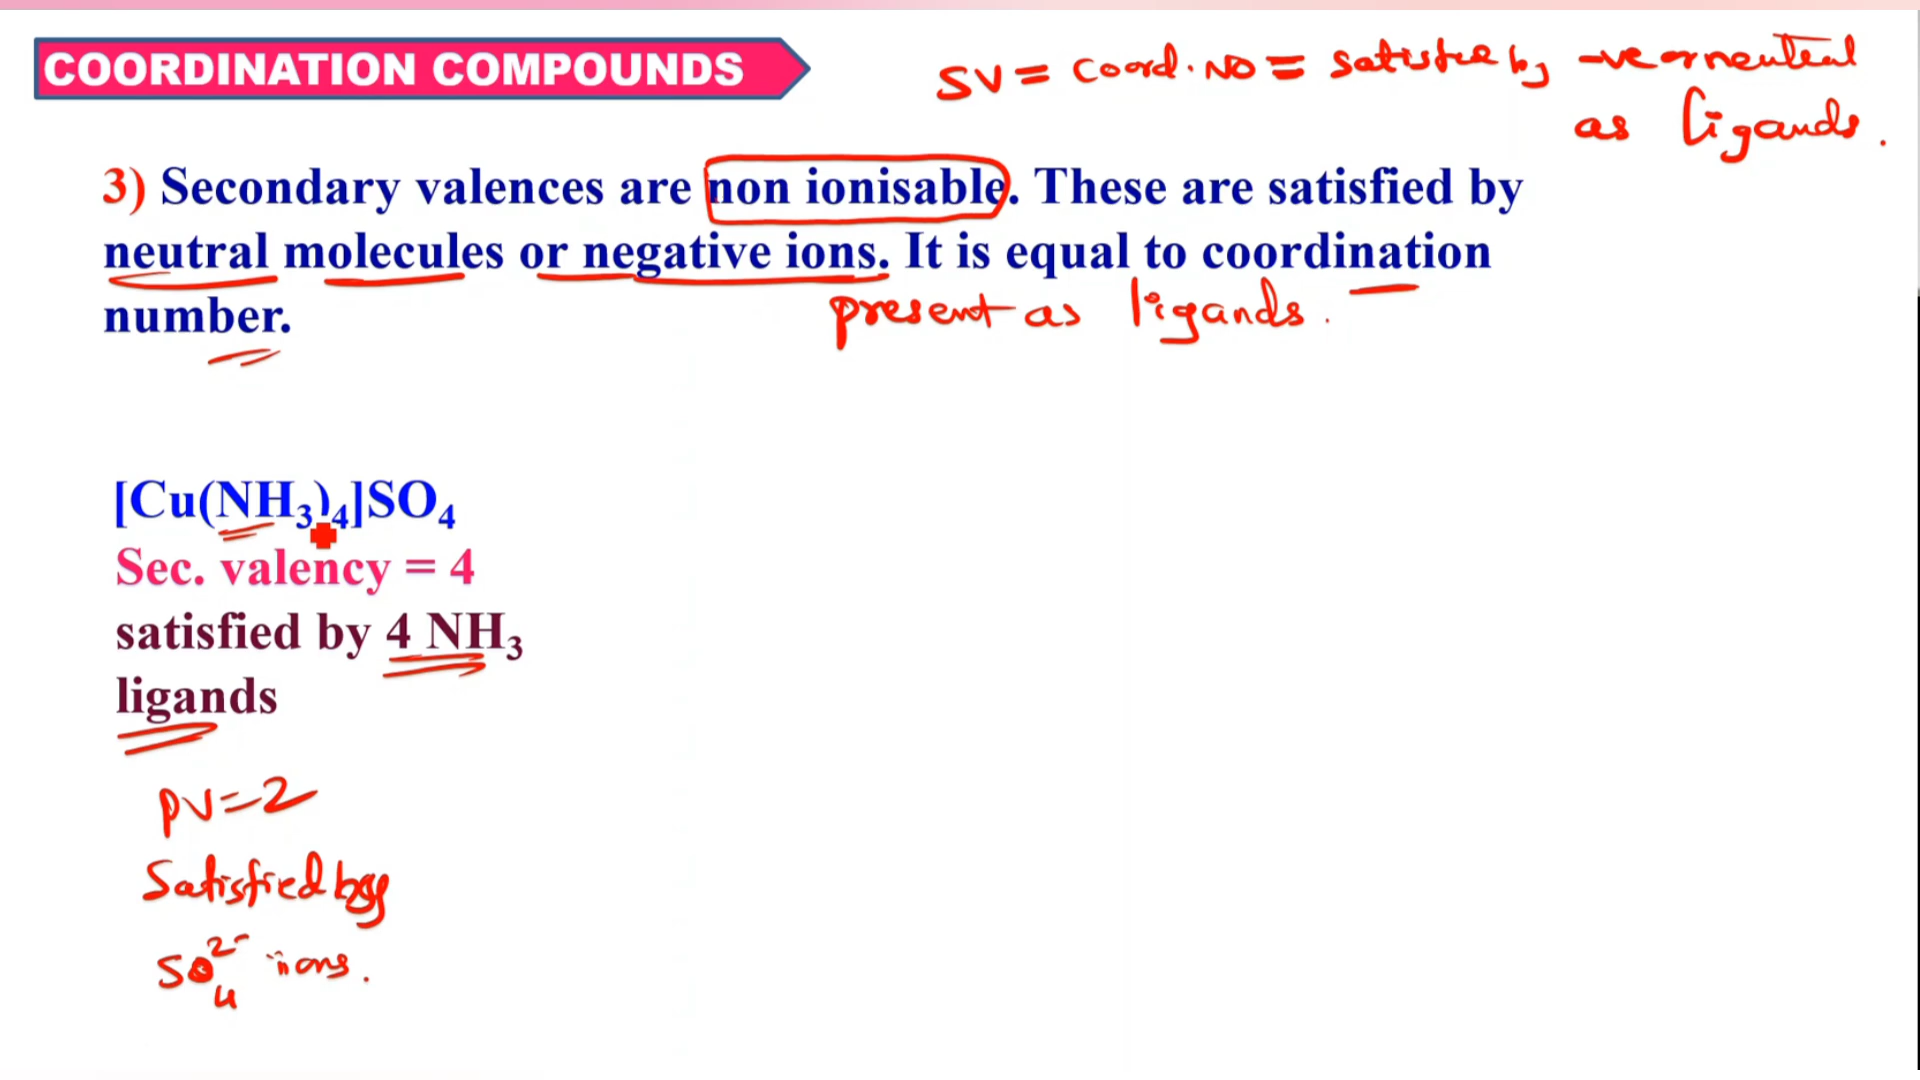 COORDINATION COMPOUNDS
SV = Coord. NO = satisfied by -ve or neutral
as ligands.
3) Secondary valences are non ionisable. These are satisfied by
neutral molecules or negative ions. It is equal to coordination
number.
present as ligands.
[Cu(NH₃)₄]SO₄
Sec. valency = 4
satisfied by 4 NH₃
ligands
PV=2
Satisfied by
SO₄²⁻ ions.